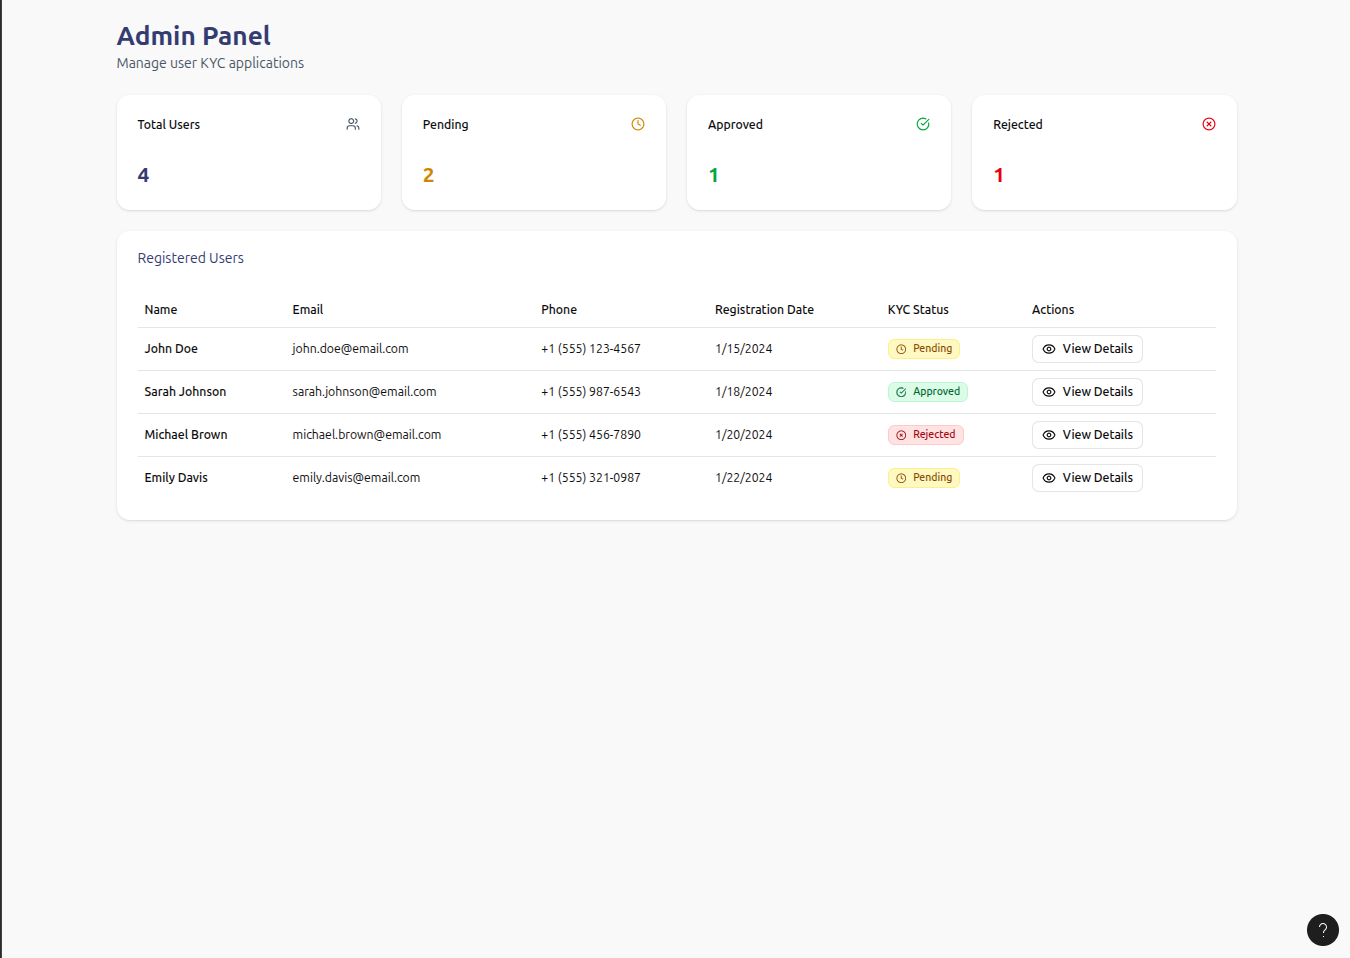 Admin Panel
Manage user KYC applications
Total Users
Pending
Approved
Rejected
4
2
1
1
Registered Users
Name Email Phone Registration Date KYC Status Actions
John Doe john.doe@email.com +1 (555) 123-4567 1/15/2024 Pending View Details
Sarah Johnson sarah.johnson@email.com +1 (555) 987-6543 1/18/2024 Approved View Details
Michael Brown michael.brown@email.com +1 (555) 456-7890 1/20/2024 Rejected View Details
Emily Davis emily.davis@email.com +1 (555) 321-0987 1/22/2024 Pending View Details
?